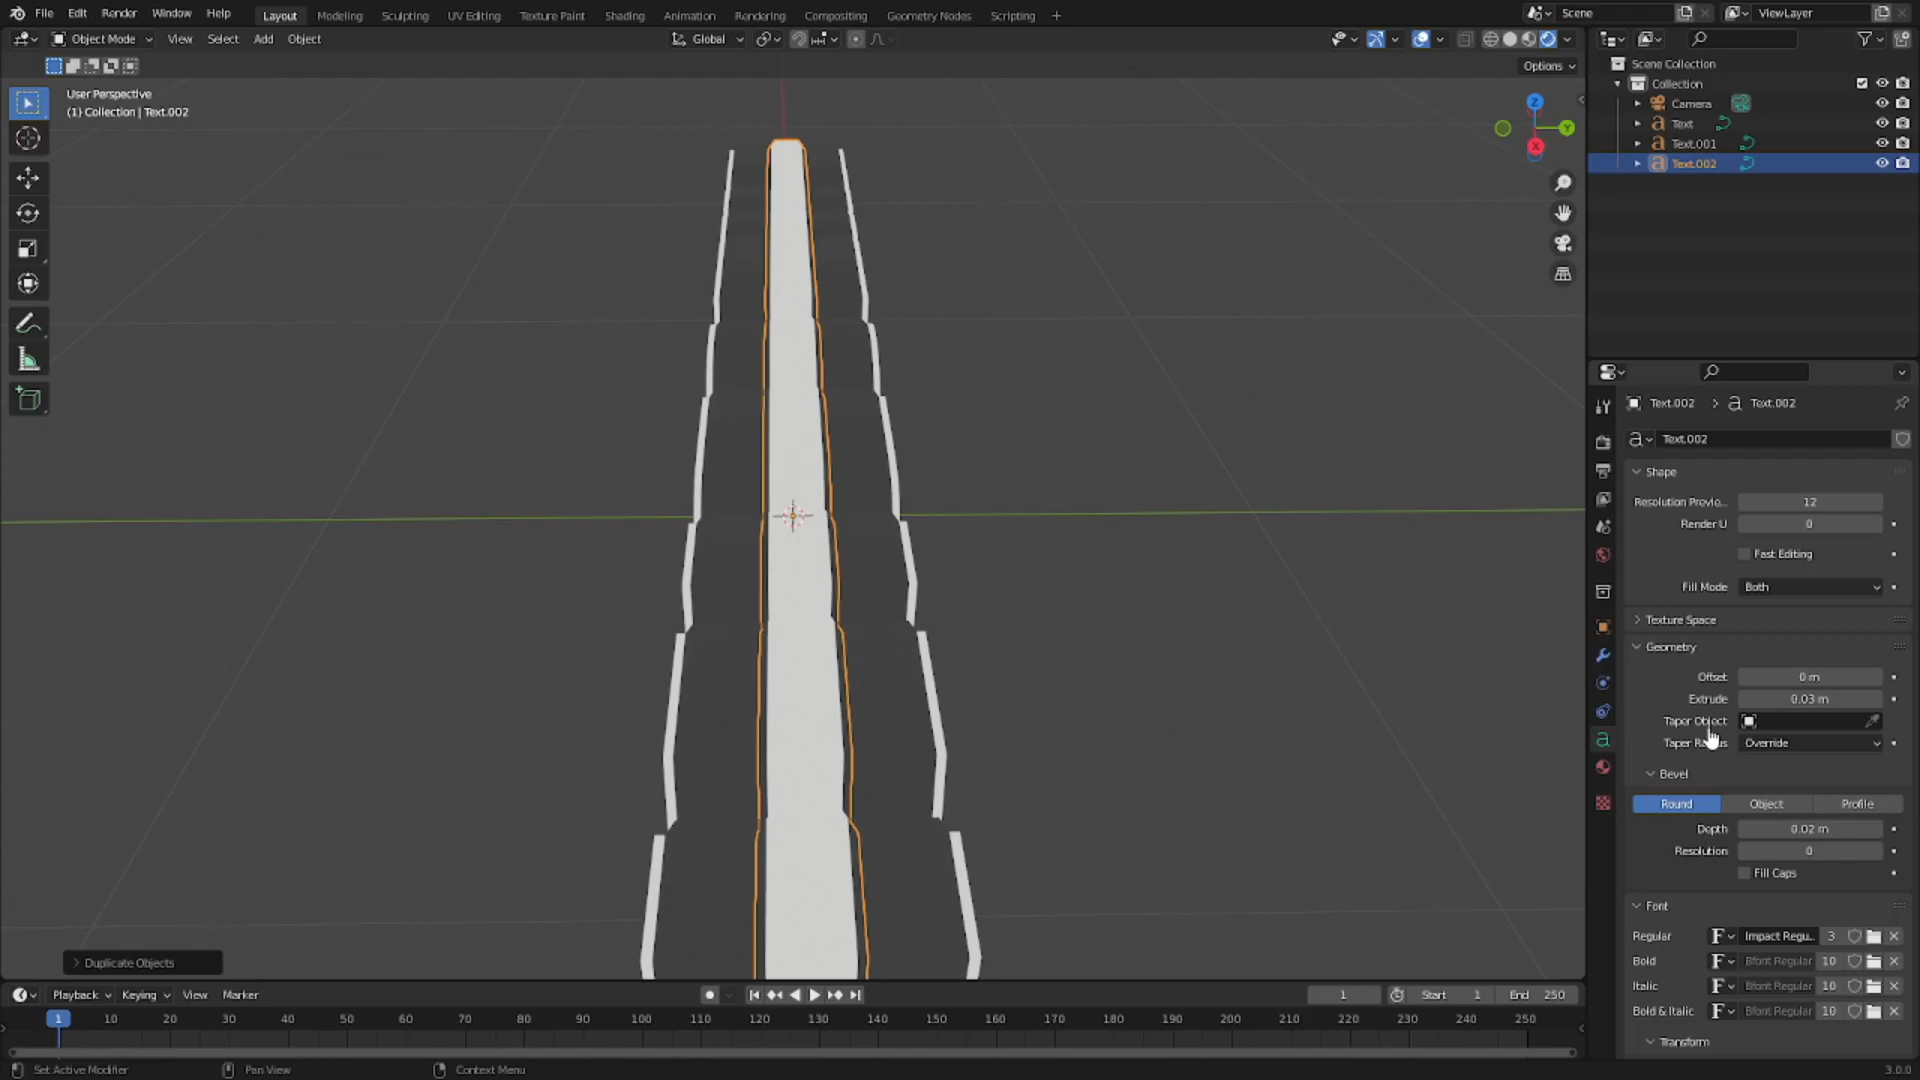 File Edit Render Window Help Layout Modeling Sculpting UV Editing Texture Paint Shading Animation Rendering Compositing Geometry Nodes Scripting + Scene ViewLayer
Object Mode View Select Add Object Global
Options
User Perspective
(1) Collection | Text.002
Z
Y
X
Scene Collection
Collection
Camera
Text
Text.001
Text.002
Text.002 > Text.002
Text.002
Shape
Resolution Previe.. 12
Render U 0
Fast Editing
Fill Mode Both
Texture Space
Geometry
Offset 0 m
Extrude 0.03 m
Taper Object
Taper Ra us Override
Bevel
Round Object Profile
Depth 0.02 m
Resolution 0
Fill Caps
Font
Regular F Impact Regu.. 3
Bold F Bfont Regular 10
Italic F Bfont Regular 10
Bold & Italic F Bfont Regular 10
Transform
> Duplicate Objects
Playback Keying View Marker 1 Start 1 End 250
1 10 20 30 40 50 60 70 80 90 100 110 120 130 140 150 160 170 180 190 200 210 220 230 240 250
Set Active Modifier Pan View Context Menu 3.0.0